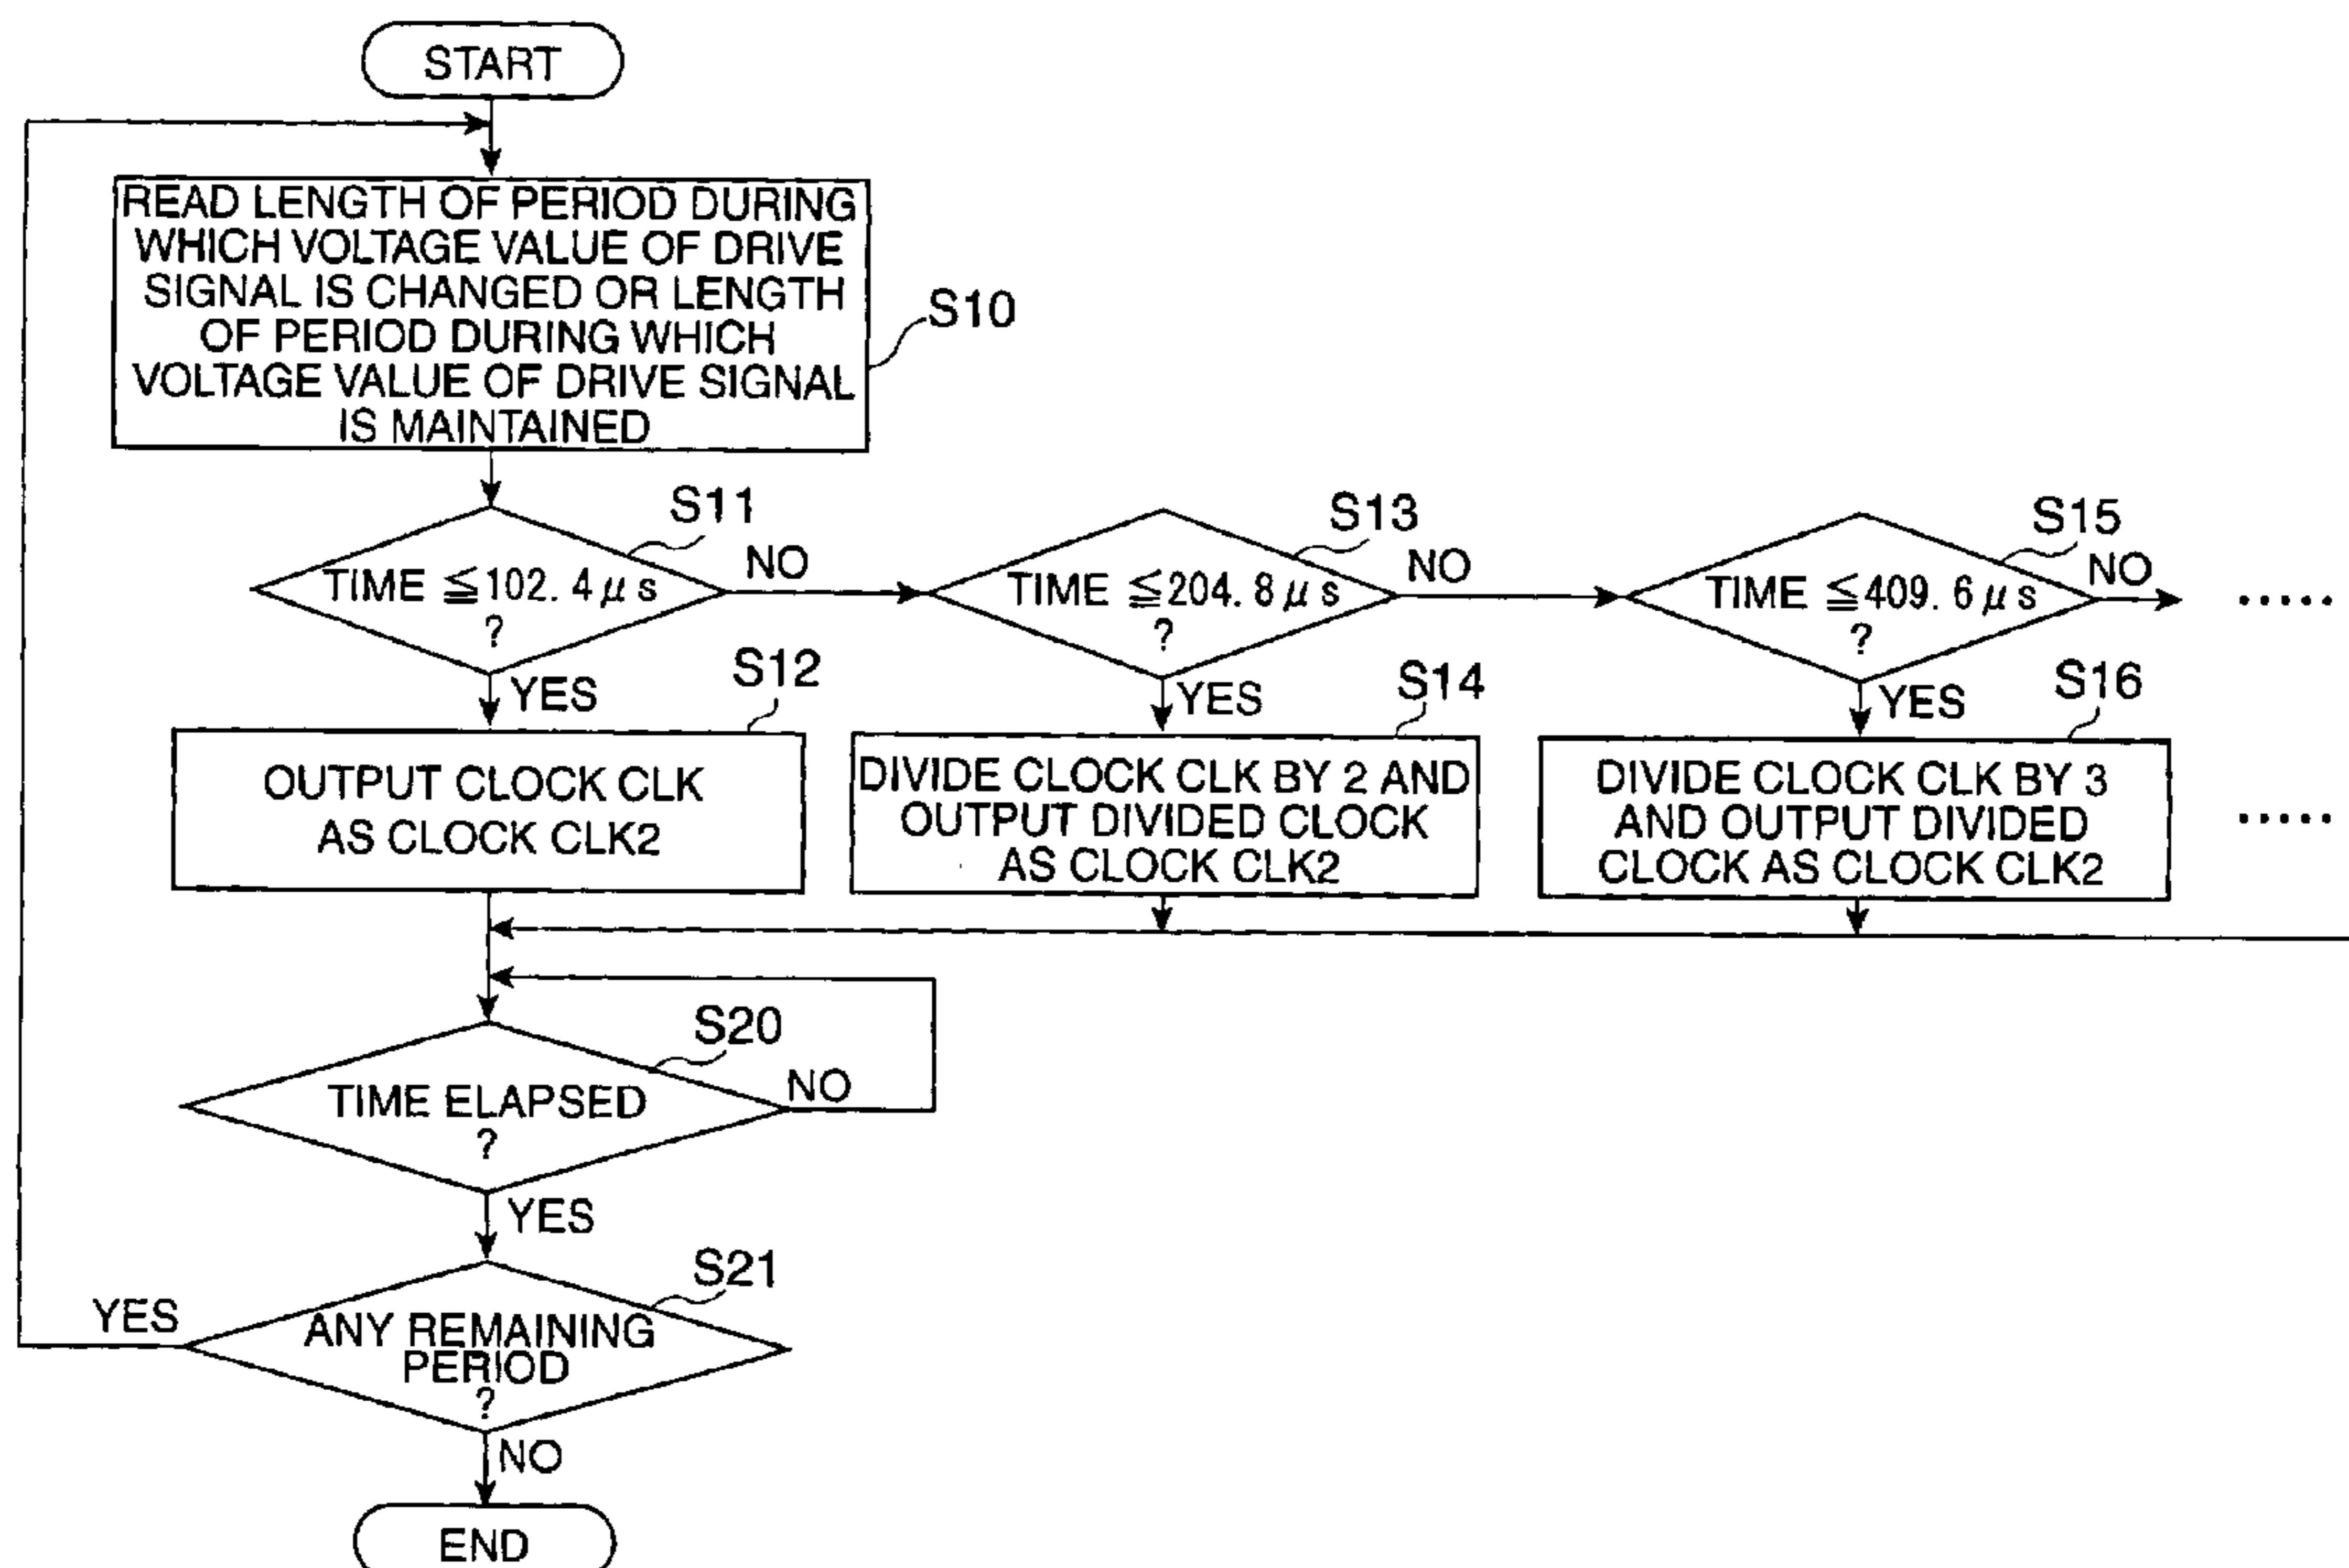 START
READ LENGTH OF PERIOD DURING
WHICH VOLTAGE VALUE OF DRIVE
SIGNAL IS CHANGED OR LENGTH
OF PERIOD DURING WHICH
VOLTAGE VALUE OF DRIVE SIGNAL
IS MAINTAINED
S10
S11
TIME ≦102. 4 μ s
?
NO
YES
S13
TIME ≦204. 8 μ s
?
NO
YES
S15
TIME ≦409. 6 μ s
?
NO
.....
YES
S12
OUTPUT CLOCK CLK
AS CLOCK CLK2
S14
DIVIDE CLOCK CLK BY 2 AND
OUTPUT DIVIDED CLOCK
AS CLOCK CLK2
S16
DIVIDE CLOCK CLK BY 3
AND OUTPUT DIVIDED
CLOCK AS CLOCK CLK2
.....
S20
TIME ELAPSED
?
NO
YES
S21
ANY REMAINING
PERIOD
?
YES
NO
END